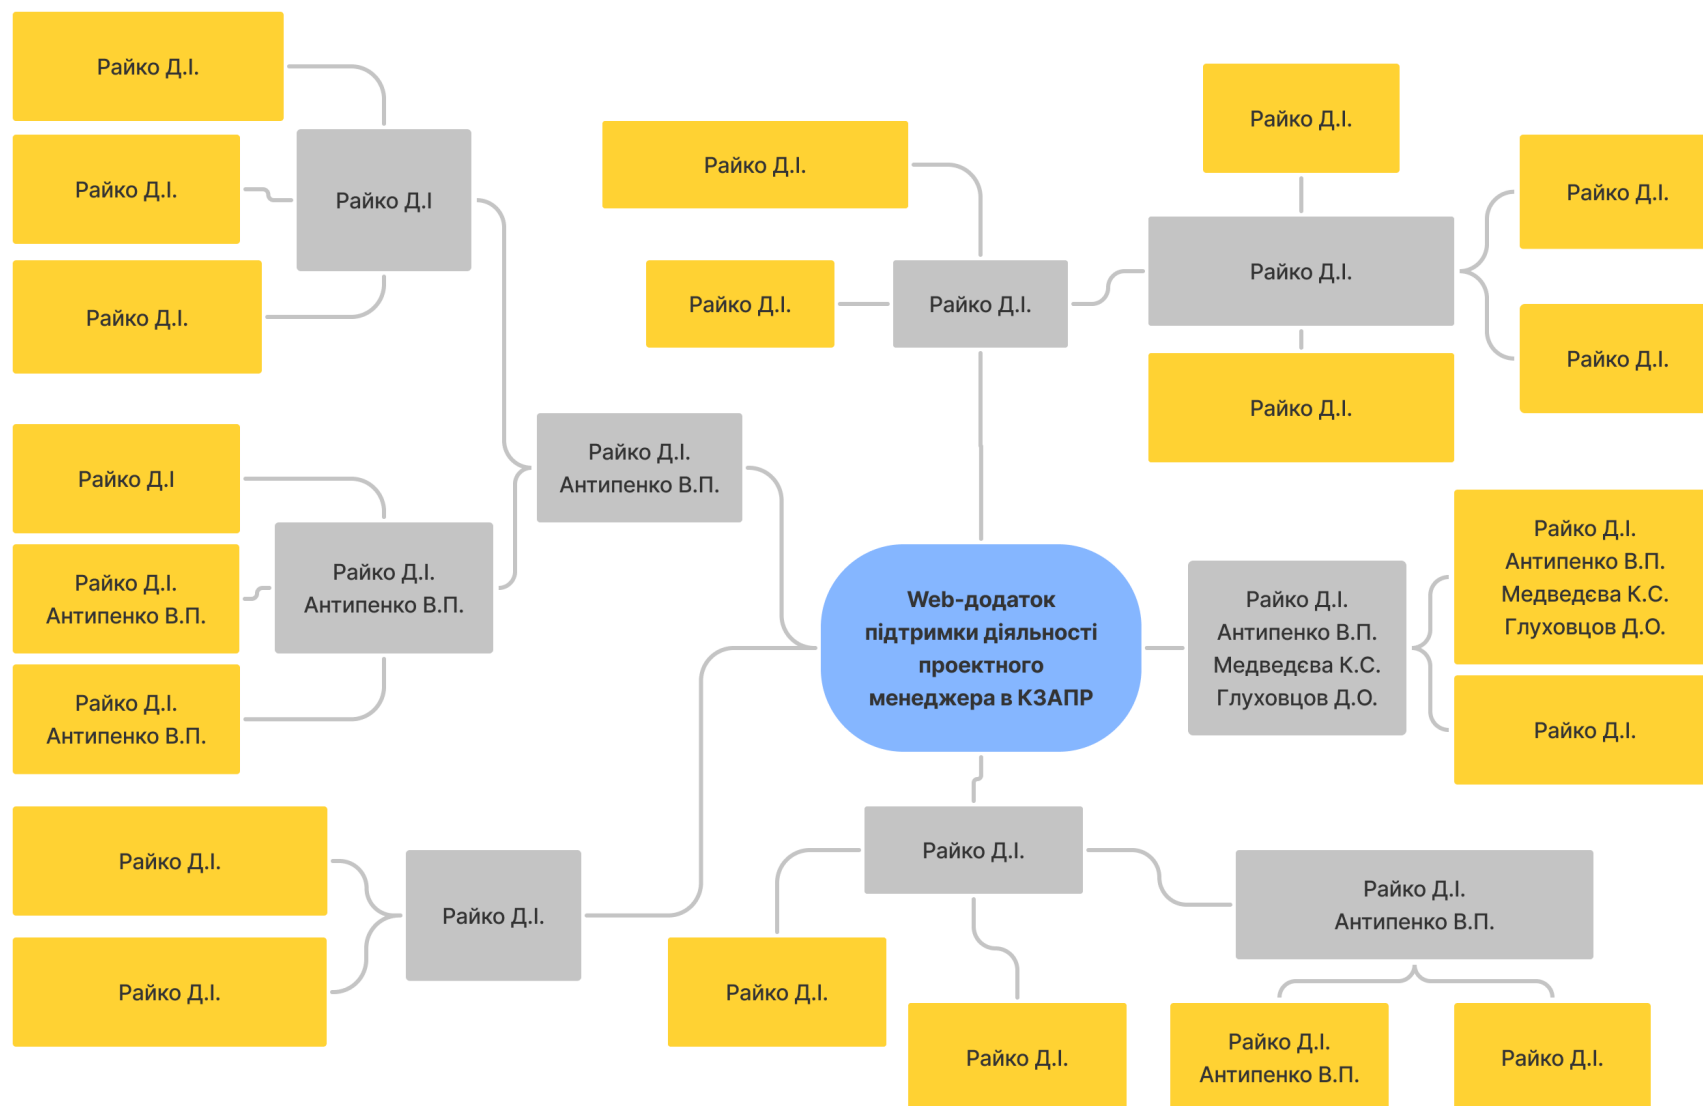 Райко Д.І.
Райко Д.І.
Райко Д.І.
Райко Д.І
Райко Д.І.
Райко Д.І.
Райко Д.І.
Райко Д.І.
Райко Д.І.
Райко Д.І.
Райко Д.І.
Райко Д.І.
Райко Д.І
Райко Д.І.
Антипенко В.П.
Райко Д.І.
Антипенко В.П.
Райко Д.І.
Антипенко В.П.
Райко Д.І.
Антипенко В.П.
Web-додаток
підтримки діяльності
проектного
менеджера в КЗАПР
Райко Д.І.
Антипенко В.П.
Медведєва К.С.
Глуховцов Д.О.
Райко Д.І.
Антипенко В.П.
Медведєва К.С.
Глуховцов Д.О.
Райко Д.І.
Райко Д.І.
Райко Д.І.
Райко Д.І.
Райко Д.І.
Райко Д.І.
Райко Д.І.
Райко Д.І.
Антипенко В.П.
Райко Д.І.
Антипенко В.П.
Райко Д.І.